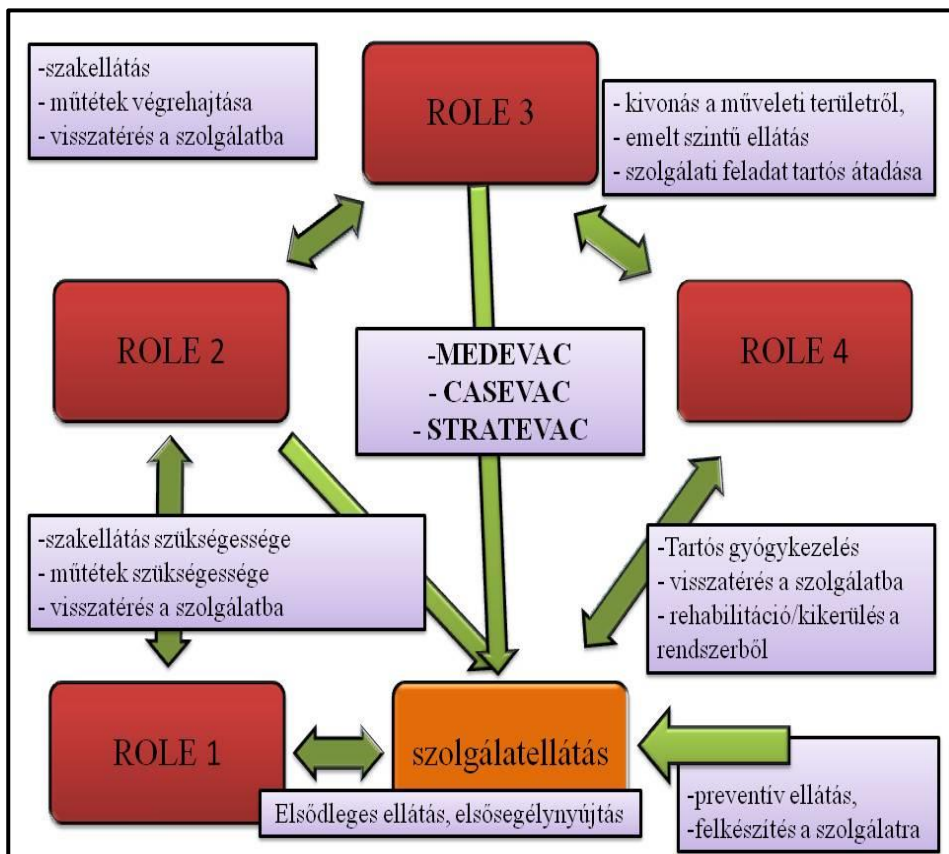 -szakellátás
- műtétek végrehajtása
- visszatérés a szolgálatba
ROLE 3
- kivonás a műveleti területről,
- emelt szintű ellátás
- szolgálati feladat tartós átadása
ROLE 2
-MEDEVAC
- CASEVAC
- STRATEVAC
ROLE 4
-szakellátás szükségessége
- műtétek szükségessége
- visszatérés a szolgálatba
-Tartós gyógykezelés
- visszatérés a szolgálatba
- rehabilitáció/kikerülés a
rendszerből
ROLE 1
szolgálatellátás
Elsődleges ellátás, elsősegélynyújtás
-preventív ellátás,
-felkészítés a szolgálatra